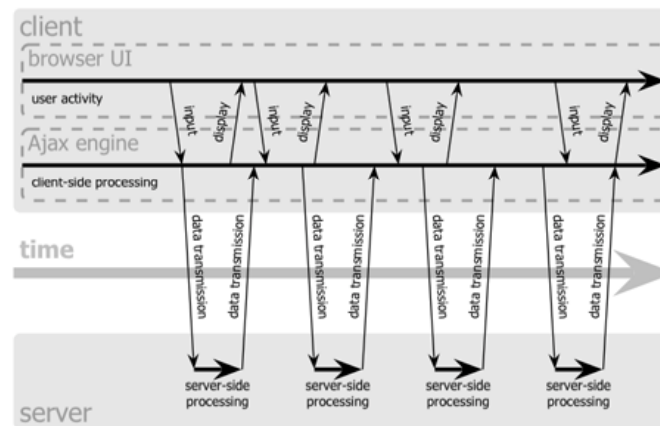 client
browser UI
user activity
input
display
input
display
input
display
input
display
Ajax engine
client-side processing
data transmission
data transmission
data transmission
data transmission
data transmission
data transmission
data transmission
data transmission
time
server-side
processing
server-side
processing
server-side
processing
server-side
processing
server